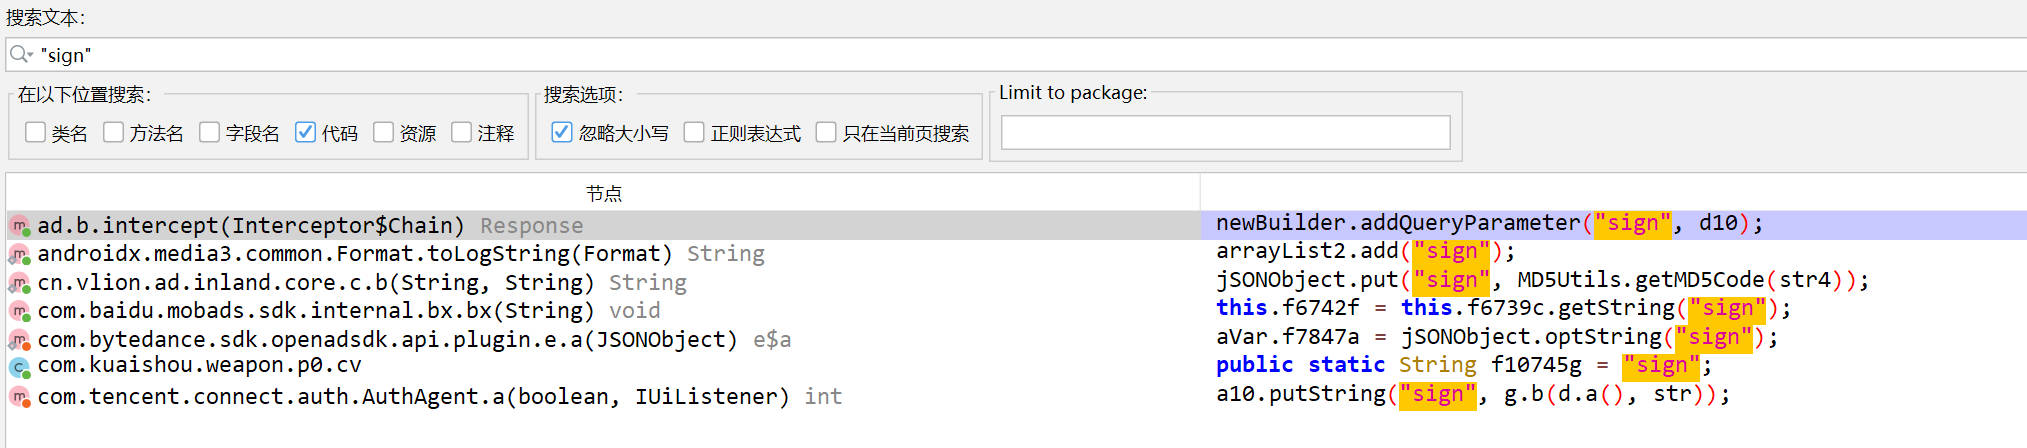 搜索文本：
"sign"
在以下位置搜索：
类名 方法名 字段名 代码 资源 注释
搜索选项：
忽略大小写 正则表达式 只在当前页搜索
Limit to package:
节点
ad.b.intercept(Interceptor$Chain) Response newBuilder.addQueryParameter("sign", d10);
androidx.media3.common.Format.toLogString(Format) String arrayList2.add("sign");
cn.vlion.ad.inland.core.c.b(String, String) String jSONObject.put("sign", MD5Utils.getMD5Code(str4));
com.baidu.mobads.sdk.internal.bx.bx(String) void this.f6742f = this.f6739c.getString("sign");
com.bytedance.sdk.openadsdk.api.plugin.e.a(JSONObject) e$a aVar.f7847a = jSONObject.optString("sign");
com.kuaishou.weapon.p0.cv public static String f10745g = "sign";
com.tencent.connect.auth.AuthAgent.a(boolean, IUiListener) int a10.putString("sign", g.b(d.a(), str));